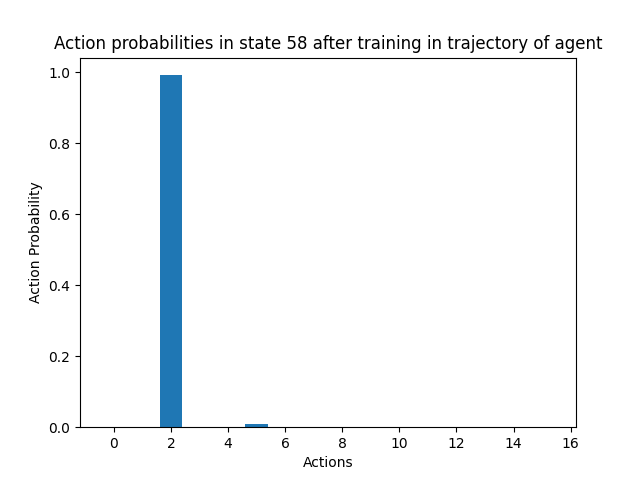 Action probabilities in state 58 after training in trajectory of agent
1.0
0.8
0.6
0.4
0.2
0.0
Action Probability
0 2 4 6 8 10 12 14 16
Actions